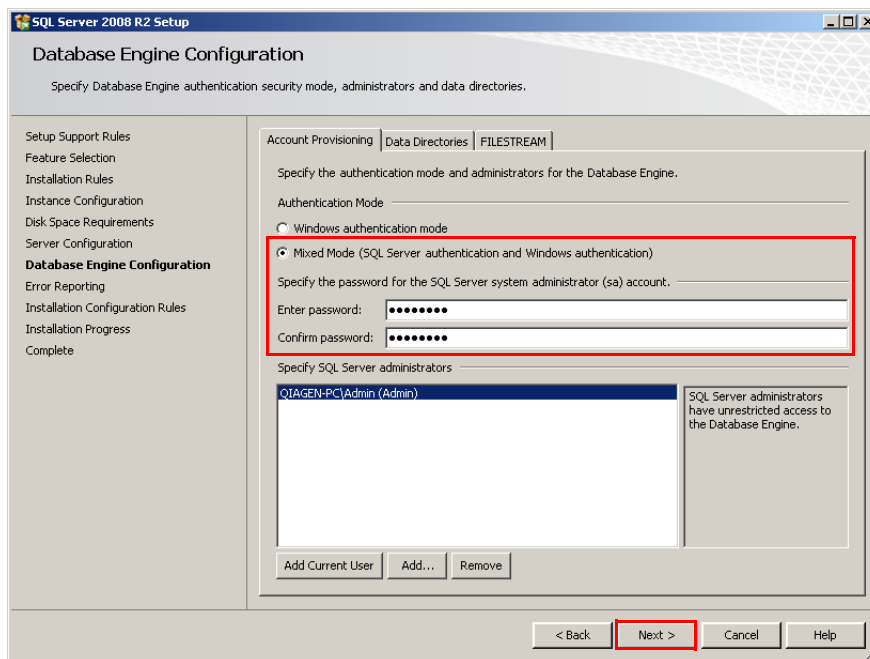 SQL Server 2008 R2 Setup
Database Engine Configuration
Specify Database Engine authentication security mode, administrators and data directories.
Setup Support Rules
Feature Selection
Installation Rules
Instance Configuration
Disk Space Requirements
Server Configuration
Database Engine Configuration
Error Reporting
Installation Configuration Rules
Installation Progress
Complete
Account Provisioning Data Directories FILESTREAM
Specify the authentication mode and administrators for the Database Engine.
Authentication Mode
Windows authentication mode
Mixed Mode (SQL Server authentication and Windows authentication)
Specify the password for the SQL Server system administrator (sa) account.
Enter password: ●●●●●●●●
Confirm password: ●●●●●●●●
Specify SQL Server administrators
QIAGEN-PC\Admin (Admin)
SQL Server administrators
have unrestricted access to
the Database Engine.
Add Current User Add... Remove
< Back Next > Cancel Help